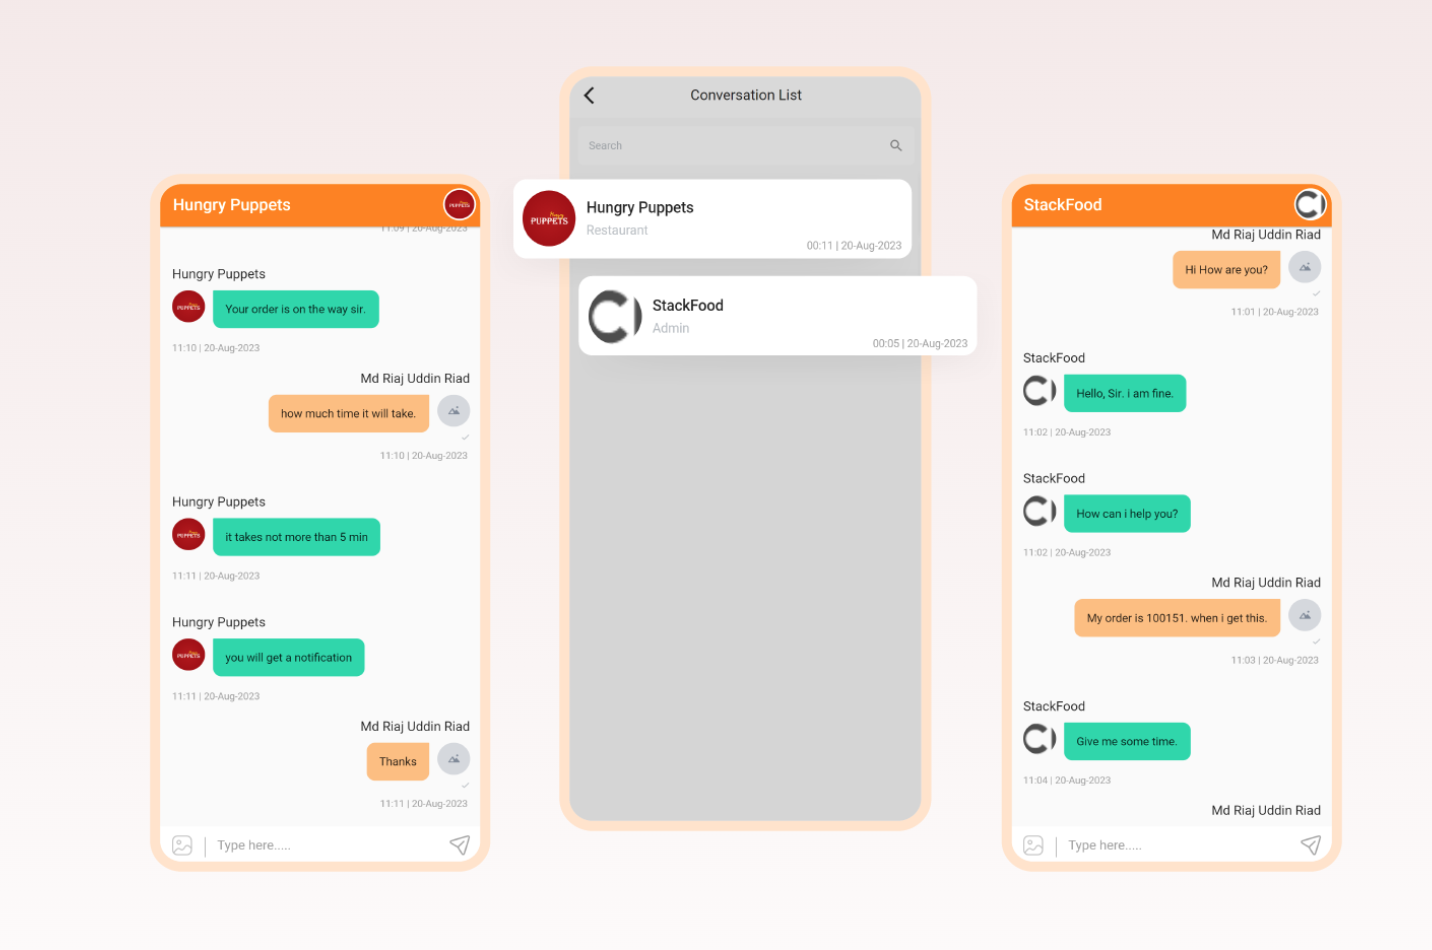 Hungry Puppets
PUPPETS
11:09 | 20-Aug-2023
Hungry Puppets
PUPPETS
Your order is on the way sir.
11:10 | 20-Aug-2023
Md Riaj Uddin Riad
how much time it will take.
11:10 | 20-Aug-2023
Hungry Puppets
PUPPETS
it takes not more than 5 min
11:11 | 20-Aug-2023
Hungry Puppets
PUPPETS
you will get a notification
11:11 | 20-Aug-2023
Md Riaj Uddin Riad
Thanks
11:11 | 20-Aug-2023
Type here.....
Conversation List
Search
PUPPETS
Hungry Puppets
Restaurant
00:11 | 20-Aug-2023
StackFood
Admin
00:05 | 20-Aug-2023
StackFood
Md Riaj Uddin Riad
Hi How are you?
11:01 | 20-Aug-2023
StackFood
Hello, Sir. i am fine.
11:02 | 20-Aug-2023
StackFood
How can i help you?
11:02 | 20-Aug-2023
Md Riaj Uddin Riad
My order is 100151. when i get this.
11:03 | 20-Aug-2023
StackFood
Give me some time.
11:04 | 20-Aug-2023
Md Riaj Uddin Riad
Type here.....